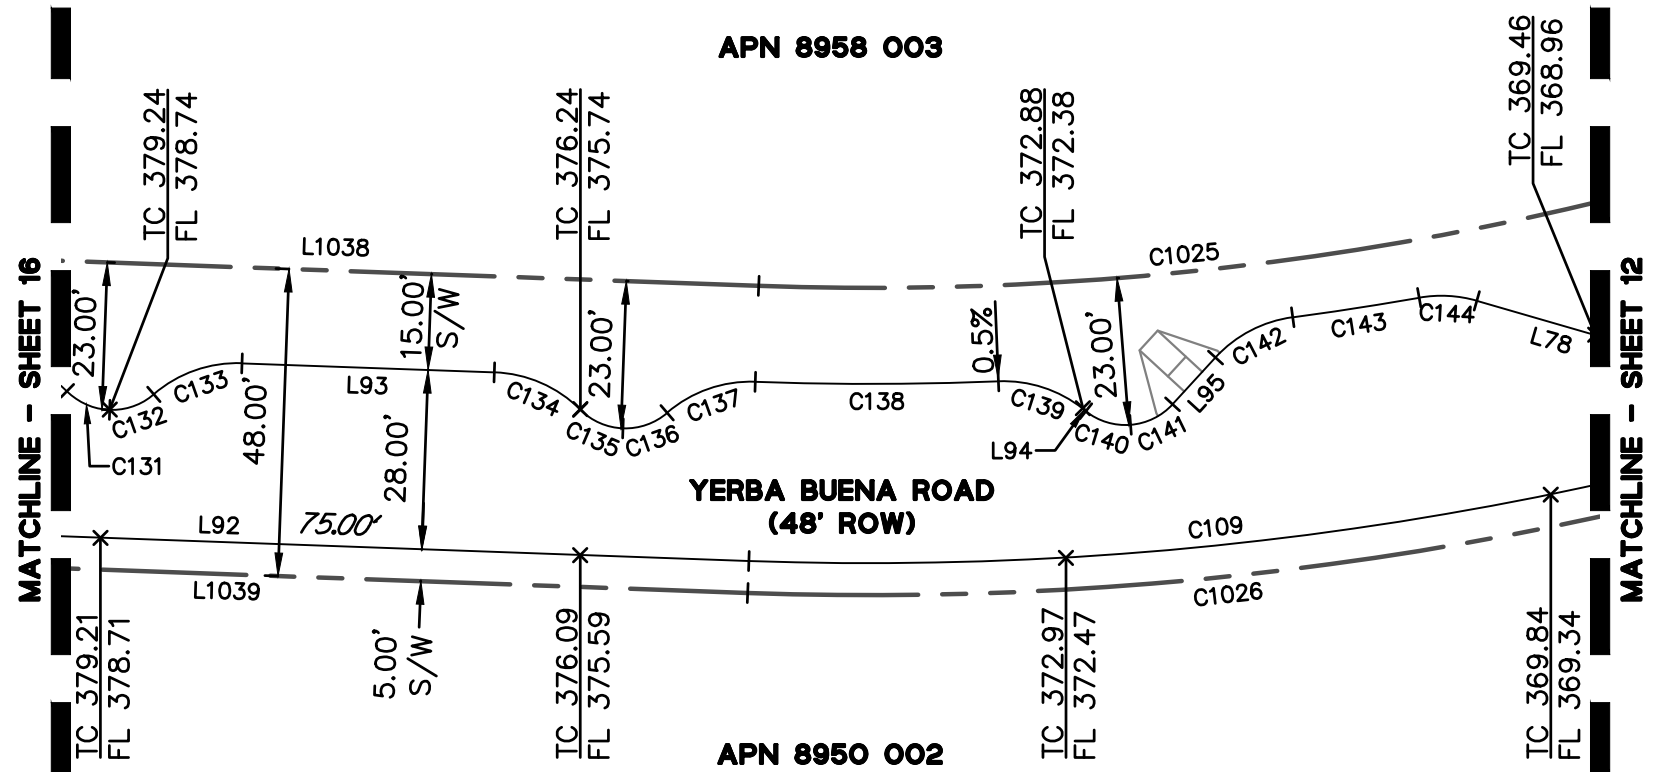 APN 8958 003
TC 379.24
FL 378.74
TC 376.24
FL 375.74
TC 372.88
FL 372.38
TC 369.46
FL 368.96
MATCHLINE - SHEET 16
L1038
C1025
23.00'
15.00'
S/W
23.00'
0.5%
23.00'
C131
C132
C133
48.00'
L93
28.00'
C134
C135
C136
C137
C138
C139
L94
C140
C141
L95
C142
C143
C144
L78
MATCHLINE - SHEET 12
YERBA BUENA ROAD
(48' ROW)
L92
75.00'
C109
L1039
C1026
5.00'
S/W
TC 379.21
FL 378.71
TC 376.09
FL 375.59
TC 372.97
FL 372.47
TC 369.84
FL 369.34
APN 8950 002